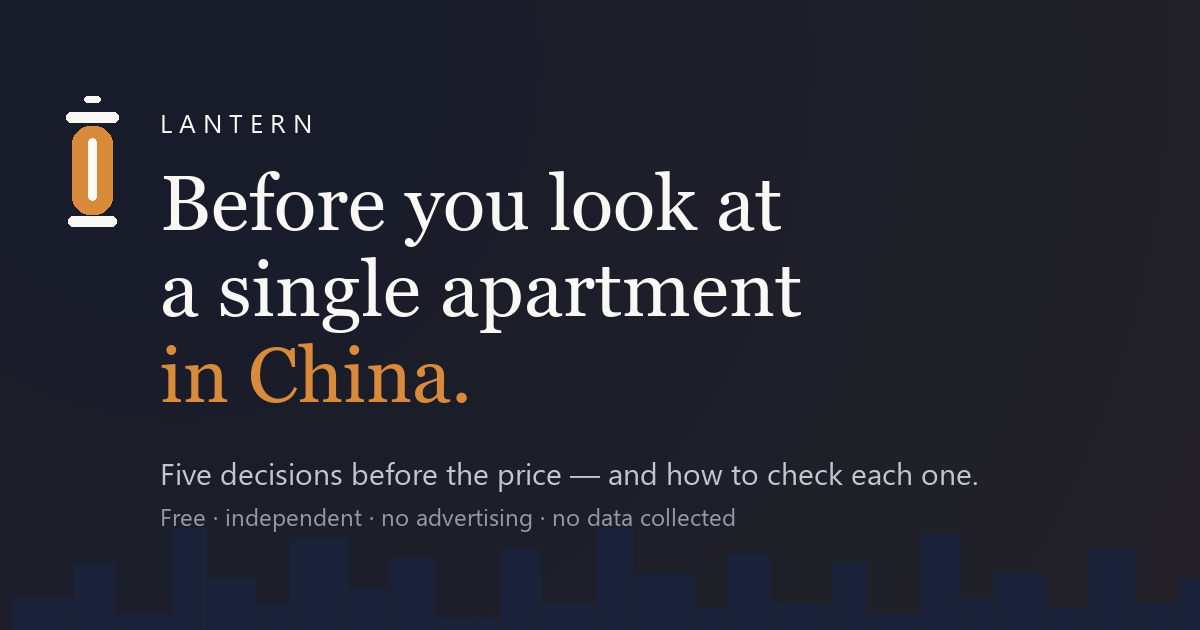 LANTERN
Before you look at
a single apartment
in China.
Five decisions before the price — and how to check each one.
Free · independent · no advertising · no data collected